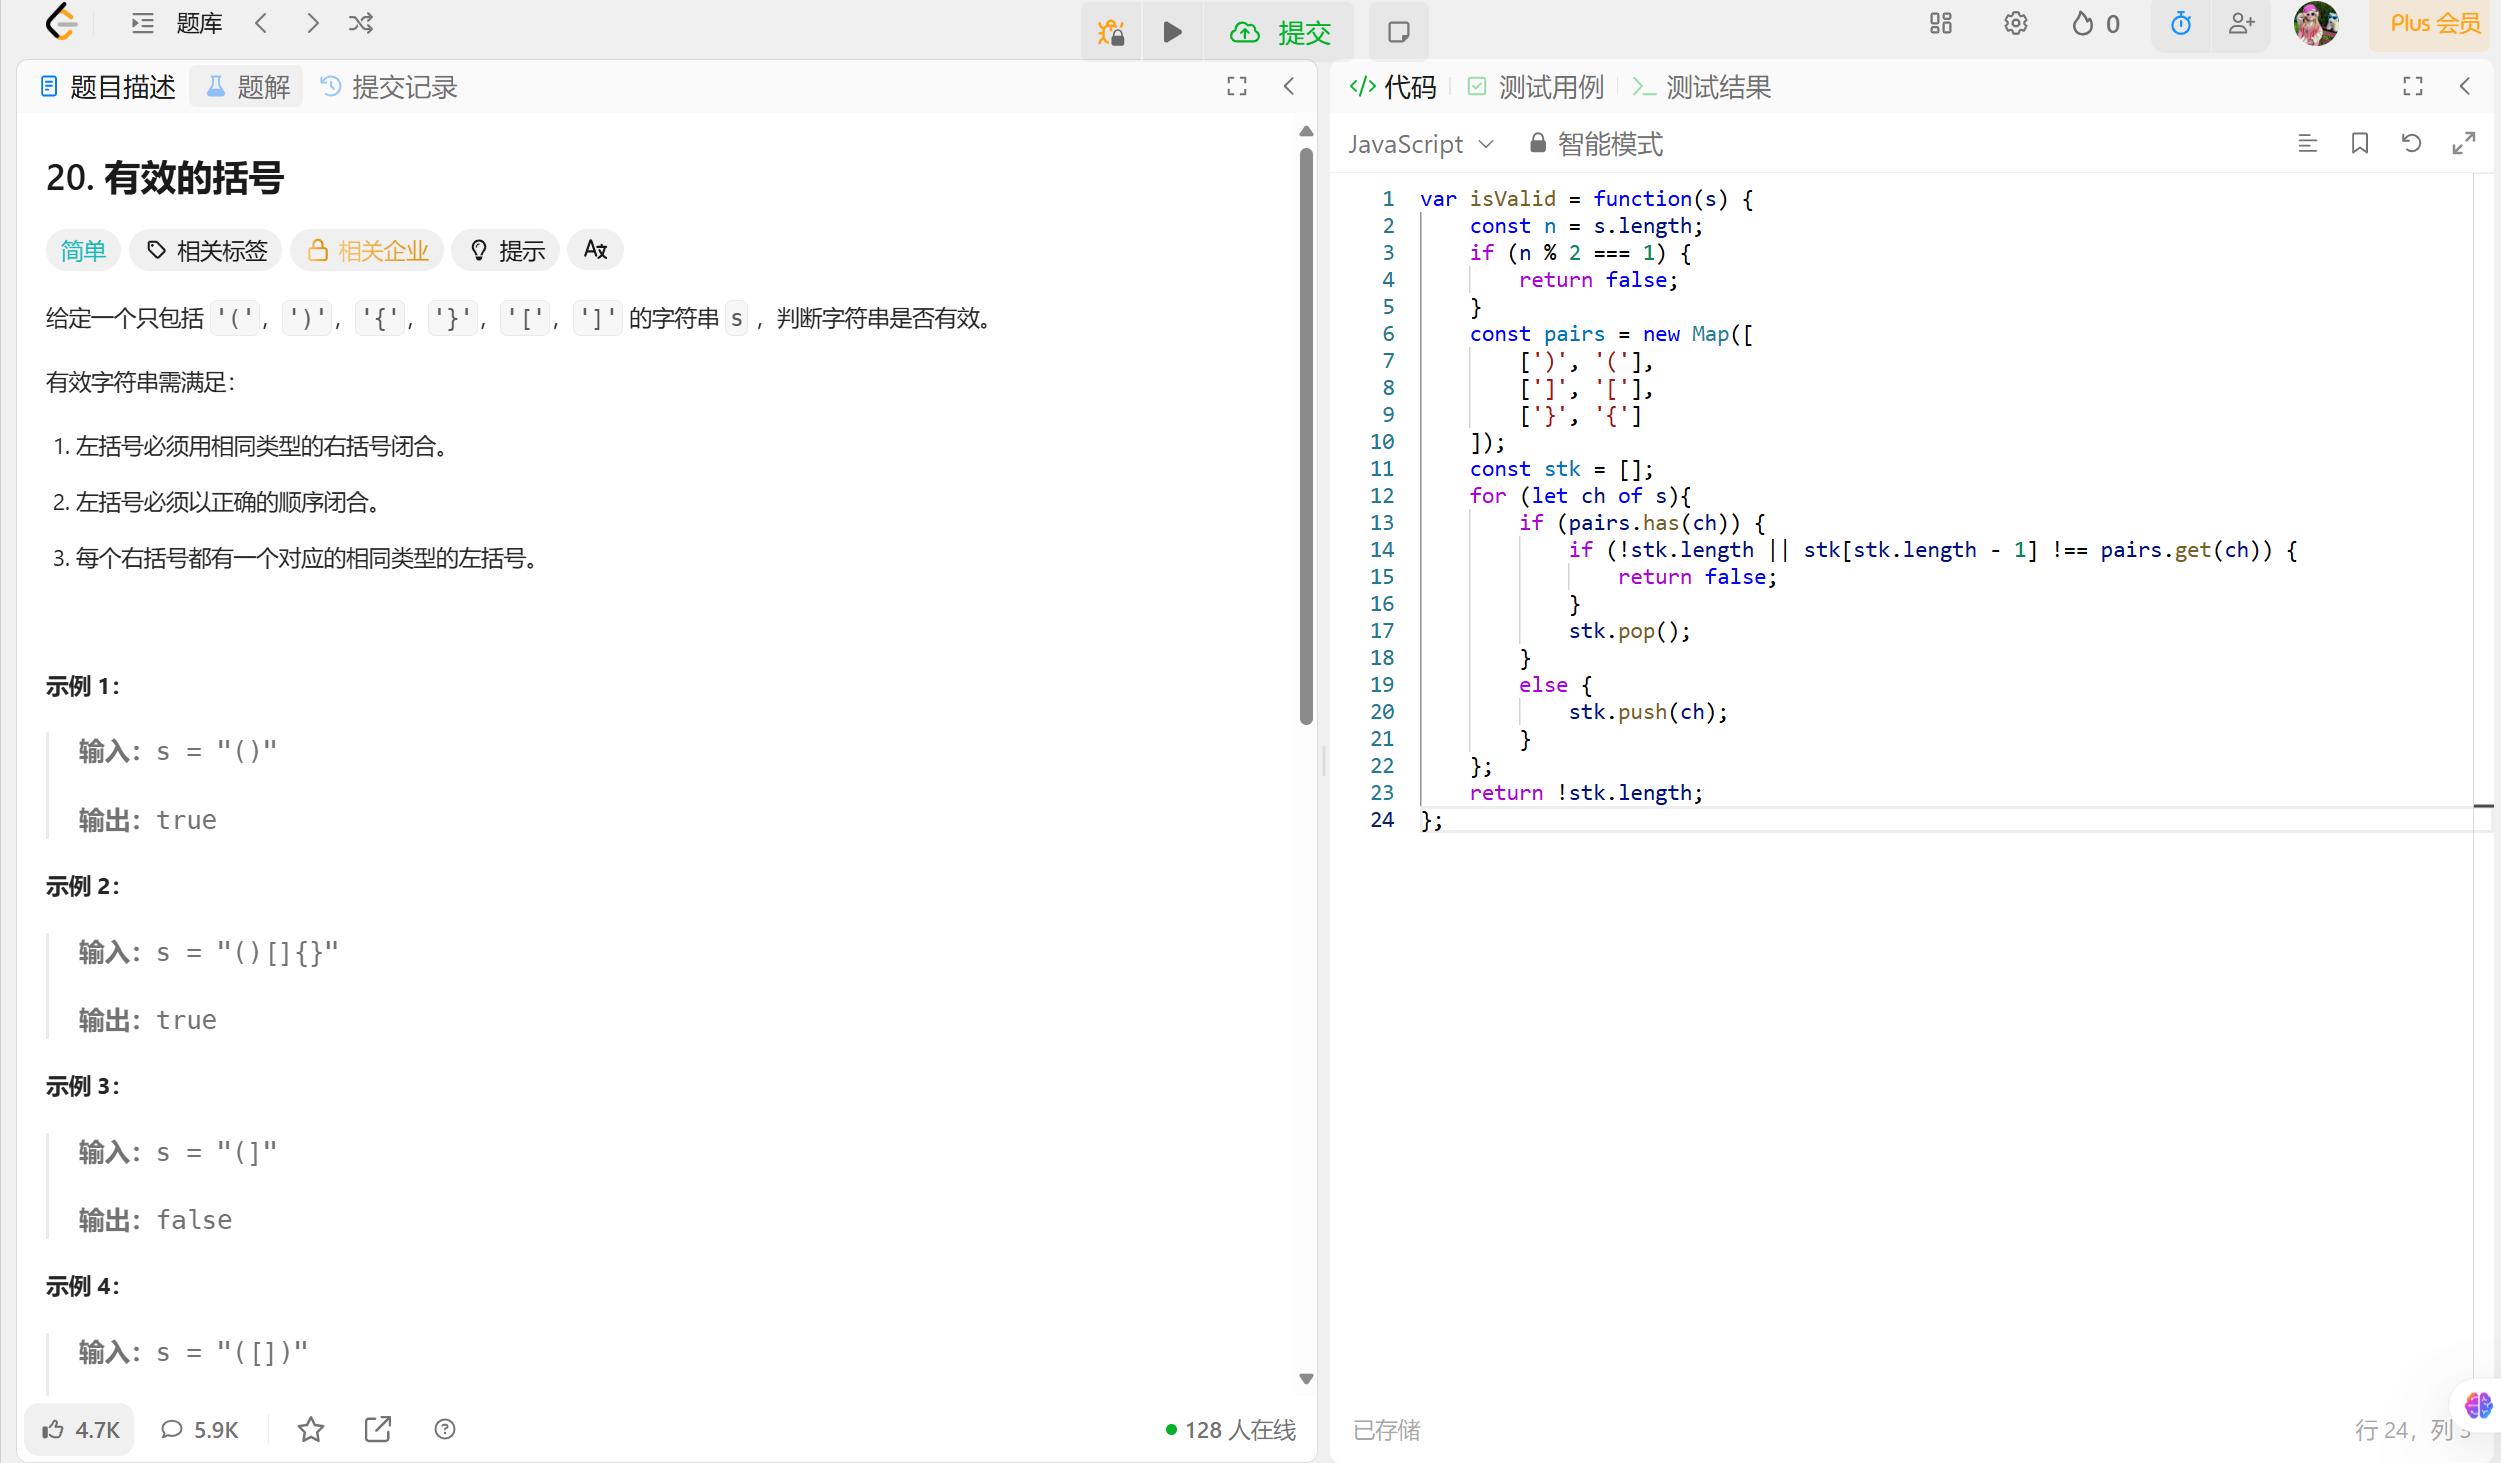 题库
提交
0
Plus 会员
题目描述 题解 提交记录
20. 有效的括号
简单 相关标签 相关企业 提示
给定一个只包括 '('，')'，'{'，'}'，'['，']' 的字符串 s ，判断字符串是否有效。
有效字符串需满足：
1. 左括号必须用相同类型的右括号闭合。
2. 左括号必须以正确的顺序闭合。
3. 每个右括号都有一个对应的相同类型的左括号。
示例 1：
输入：s = "()"
输出：true
示例 2：
输入：s = "()[]{}"
输出：true
示例 3：
输入：s = "(]"
输出：false
示例 4：
输入：s = "([])"
4.7K 5.9K 128 人在线
</> 代码 测试用例 >_ 测试结果
JavaScript 智能模式
1 var isValid = function(s) {
2     const n = s.length;
3     if (n % 2 === 1) {
4         return false;
5     }
6     const pairs = new Map([
7         [')', '('],
8         [']', '['],
9         ['}', '{']
10     ]);
11     const stk = [];
12     for (let ch of s){
13         if (pairs.has(ch)) {
14             if (!stk.length || stk[stk.length - 1] !== pairs.get(ch)) {
15                 return false;
16             }
17             stk.pop();
18         }
19         else {
20             stk.push(ch);
21         }
22     };
23     return !stk.length;
24 };
已存储
行 24，列 3